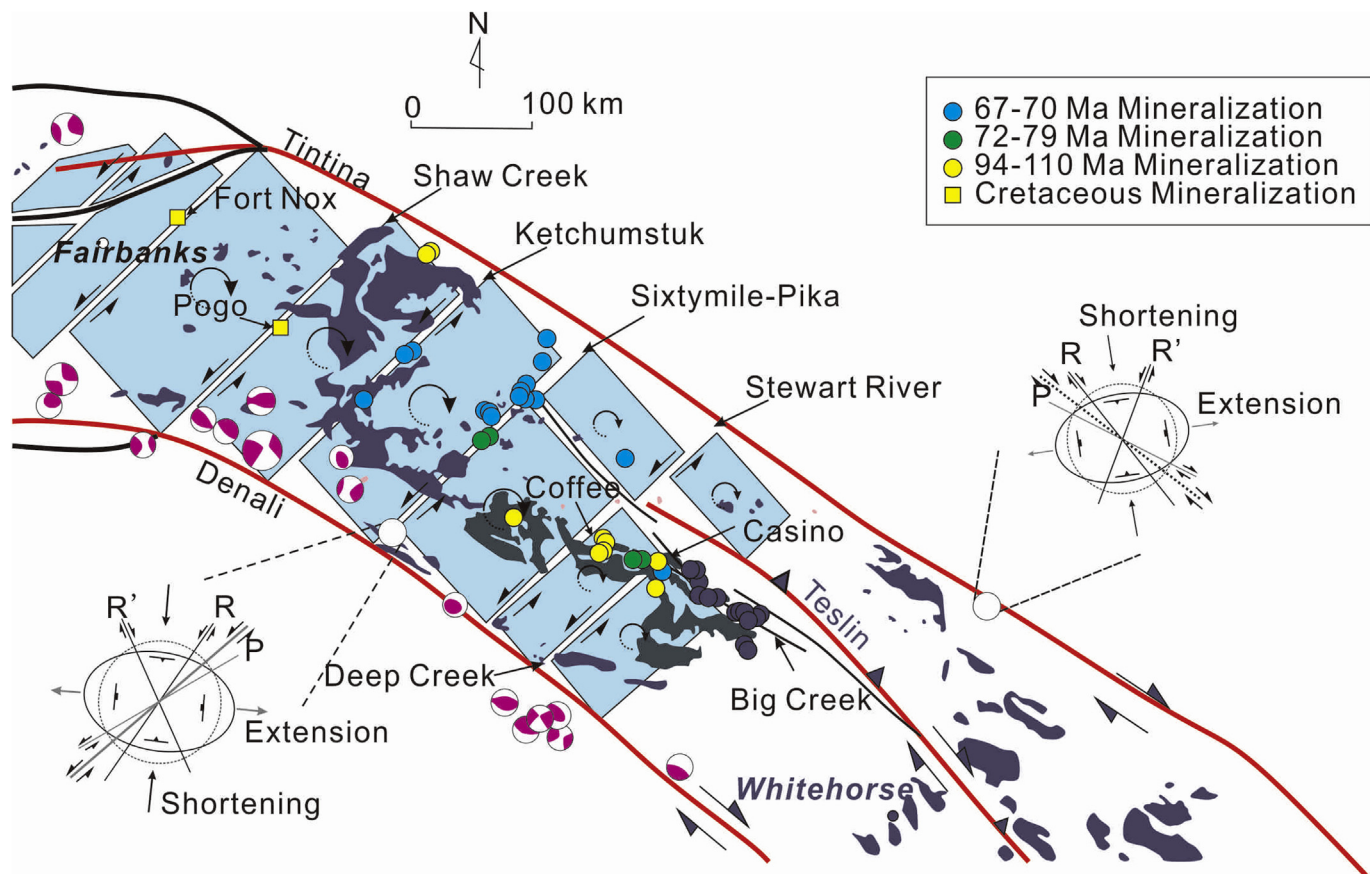 N
0 100 km
67-70 Ma Mineralization
72-79 Ma Mineralization
94-110 Ma Mineralization
Cretaceous Mineralization
Tintina
Shaw Creek
Fort Nox
Ketchumstuk
Fairbanks
Sixtymile-Pika
Pogo
Shortening
R R’
P
Extension
Stewart River
Denali
Coffee
Casino
Teslin
R’ R
P
Deep Creek
Big Creek
Extension
Whitehorse
Shortening